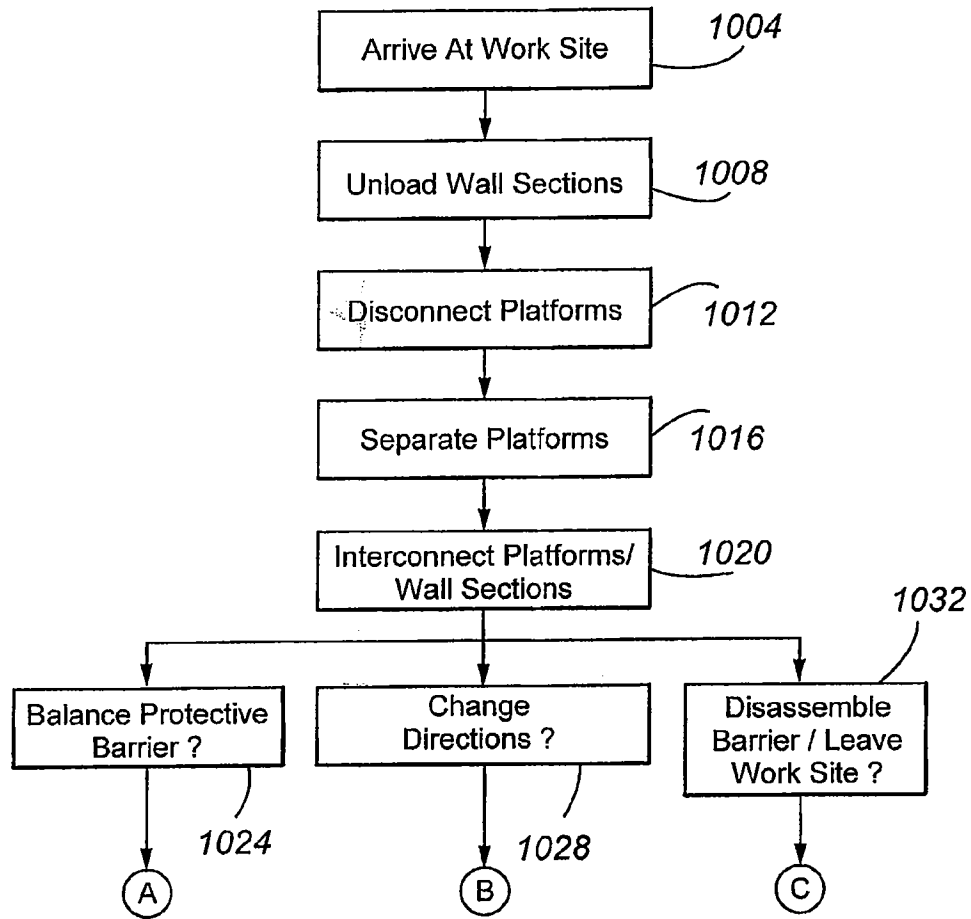 Arrive At Work Site
1004
Unload Wall Sections
1008
Disconnect Platforms
1012
Separate Platforms
1016
Interconnect Platforms/
Wall Sections
1020
1032
Balance Protective
Barrier ?
1024
Change
Directions ?
1028
Disassemble
Barrier / Leave
Work Site ?
A
B
C